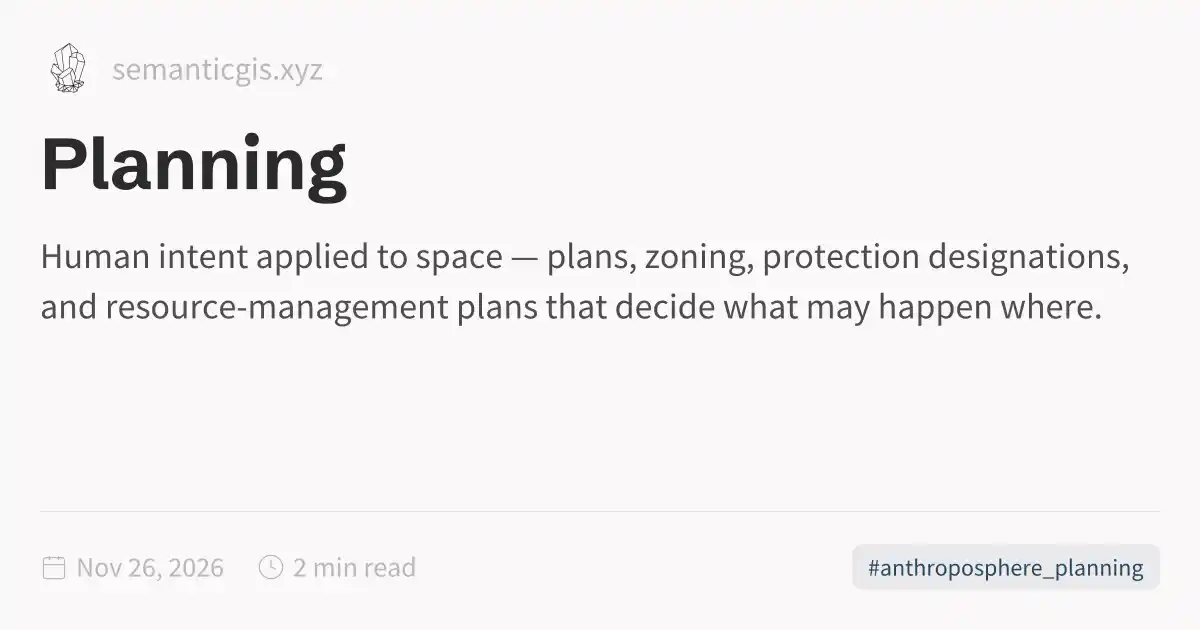 semanticgis.xyz
Planning
Human intent applied to space — plans, zoning, protection designations,
and resource-management plans that decide what may happen where.
Nov 26, 2026 2 min read #anthroposphere_planning